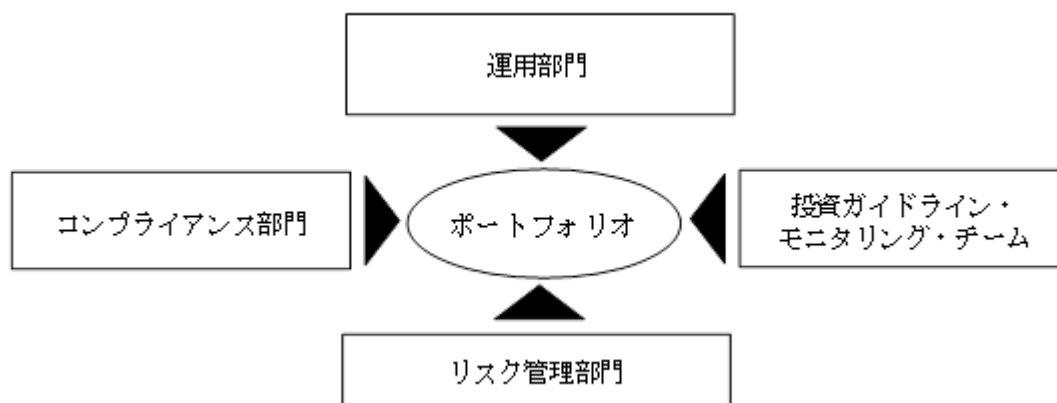 運用部門
コンプライアンス部門
ポートフォリオ
投資ガイドライン・
モニタリング・チーム
リスク管理部門